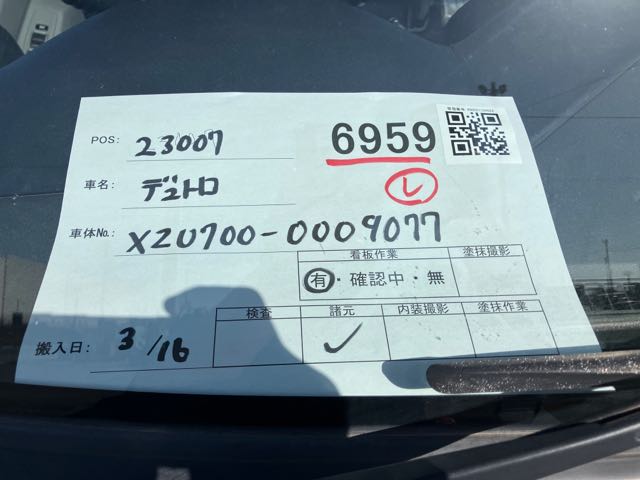 POS: 23007
6959
車名: デュトロ
レ
車体No.: XZU700-0009077
看板作業 塗抹撮影
有・確認中・無
検査 諸元 内装撮影 塗抹作業
搬入日: 3/16 ✓